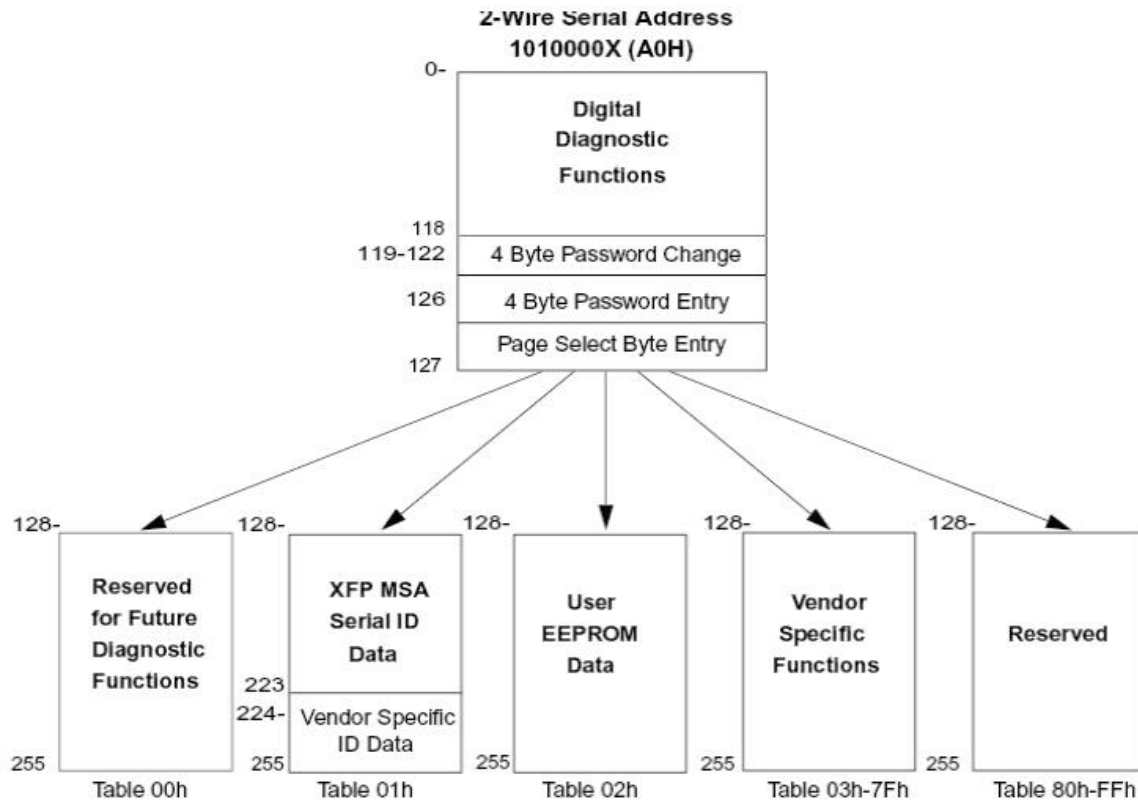 2-Wire Serial Address
1010000X (A0H)
0-
Digital
Diagnostic
Functions
118
119-122
4 Byte Password Change
126
4 Byte Password Entry
Page Select Byte Entry
127
128-
128-
128-
128-
128-
Reserved
for Future
Diagnostic
Functions
XFP MSA
Serial ID
Data
User
EEPROM
Data
Vendor
Specific
Functions
Reserved
223
224-
Vendor Specific
ID Data
255
255
255
255
255
Table 00h
Table 01h
Table 02h
Table 03h-7Fh
Table 80h-FFh